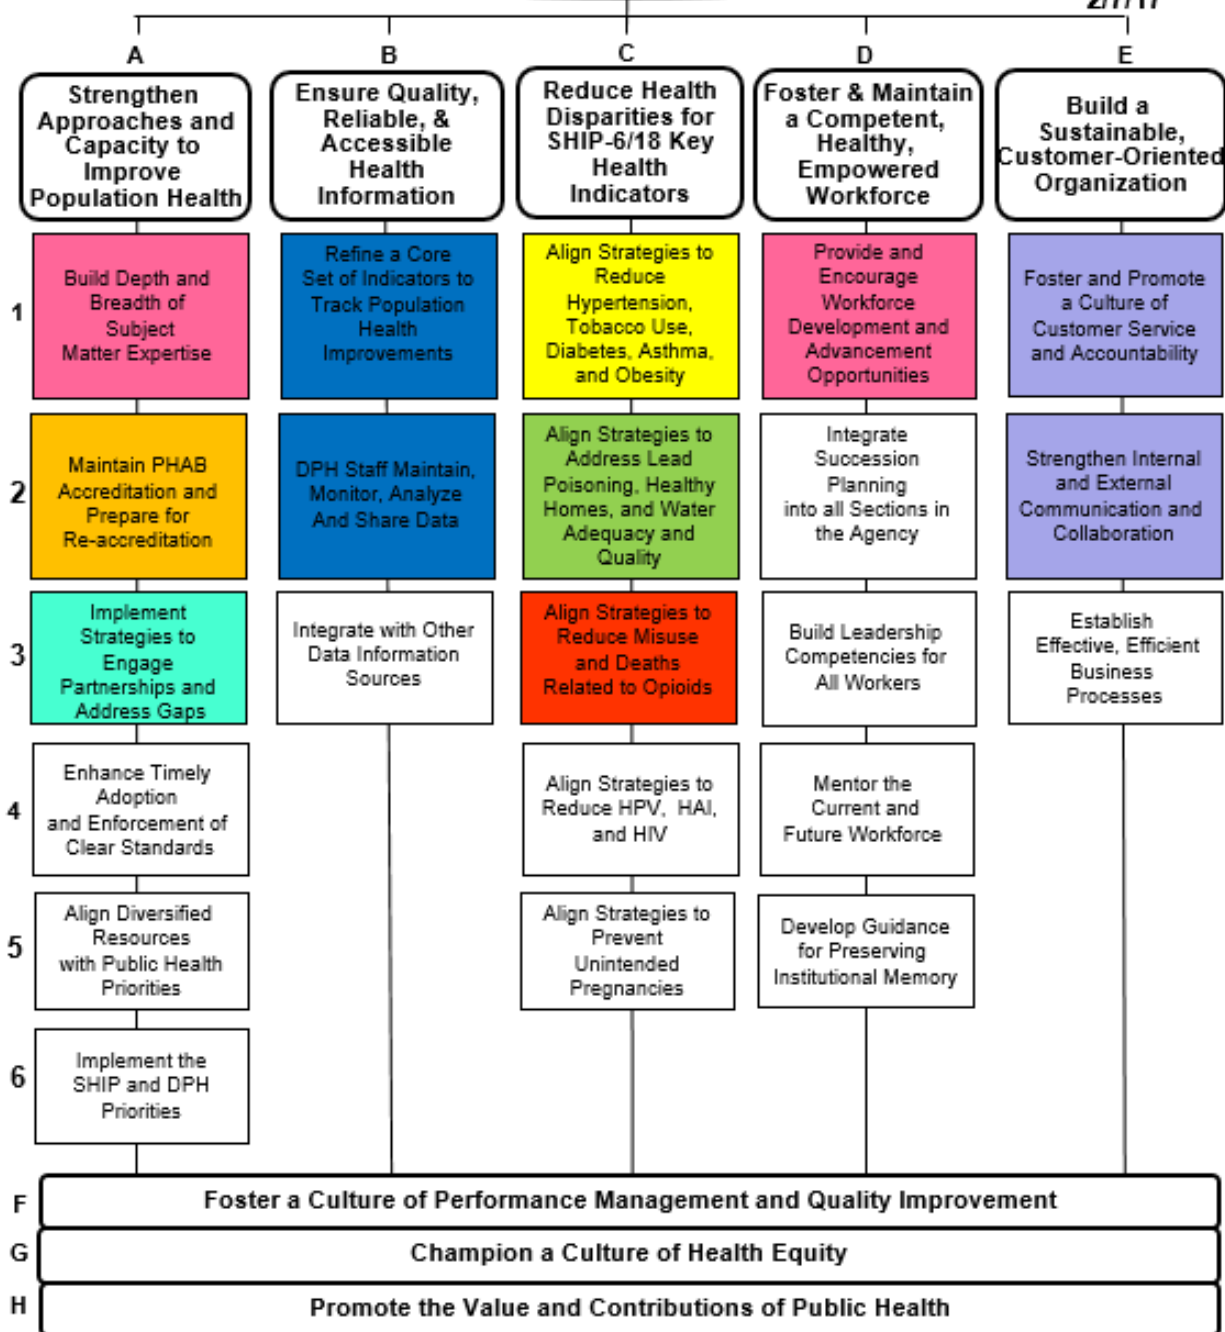 2/7/17
A
B
C
D
E
Strengthen
Approaches and
Capacity to
Improve
Population Health
Ensure Quality,
Reliable, &
Accessible
Health
Information
Reduce Health
Disparities for
SHIP-6/18 Key
Health
Indicators
Foster & Maintain
a Competent,
Healthy,
Empowered
Workforce
Build a
Sustainable,
Customer-Oriented
Organization
1
Build Depth and
Breadth of
Subject
Matter Expertise
Refine a Core
Set of Indicators to
Track Population
Health
Improvements
Align Strategies to
Reduce
Hypertension,
Tobacco Use,
Diabetes, Asthma,
and Obesity
Provide and
Encourage
Workforce
Development and
Advancement
Opportunities
Foster and Promote
a Culture of
Customer Service
and Accountability
2
Maintain PHAB
Accreditation and
Prepare for
Re-accreditation
DPH Staff Maintain,
Monitor, Analyze
And Share Data
Align Strategies to
Address Lead
Poisoning, Healthy
Homes, and Water
Adequacy and
Quality
Integrate
Succession
Planning
into all Sections in
the Agency
Strengthen Internal
and External
Communication and
Collaboration
3
Implement
Strategies to
Engage
Partnerships and
Address Gaps
Integrate with Other
Data Information
Sources
Align Strategies to
Reduce Misuse
and Deaths
Related to Opioids
Build Leadership
Competencies for
All Workers
Establish
Effective, Efficient
Business
Processes
4
Enhance Timely
Adoption
and Enforcement of
Clear Standards
Align Strategies to
Reduce HPV, HAI,
and HIV
Mentor the
Current and
Future Workforce
5
Align Diversified
Resources
with Public Health
Priorities
Align Strategies to
Prevent
Unintended
Pregnancies
Develop Guidance
for Preserving
Institutional Memory
6
Implement the
SHIP and DPH
Priorities
F
Foster a Culture of Performance Management and Quality Improvement
G
Champion a Culture of Health Equity
H
Promote the Value and Contributions of Public Health